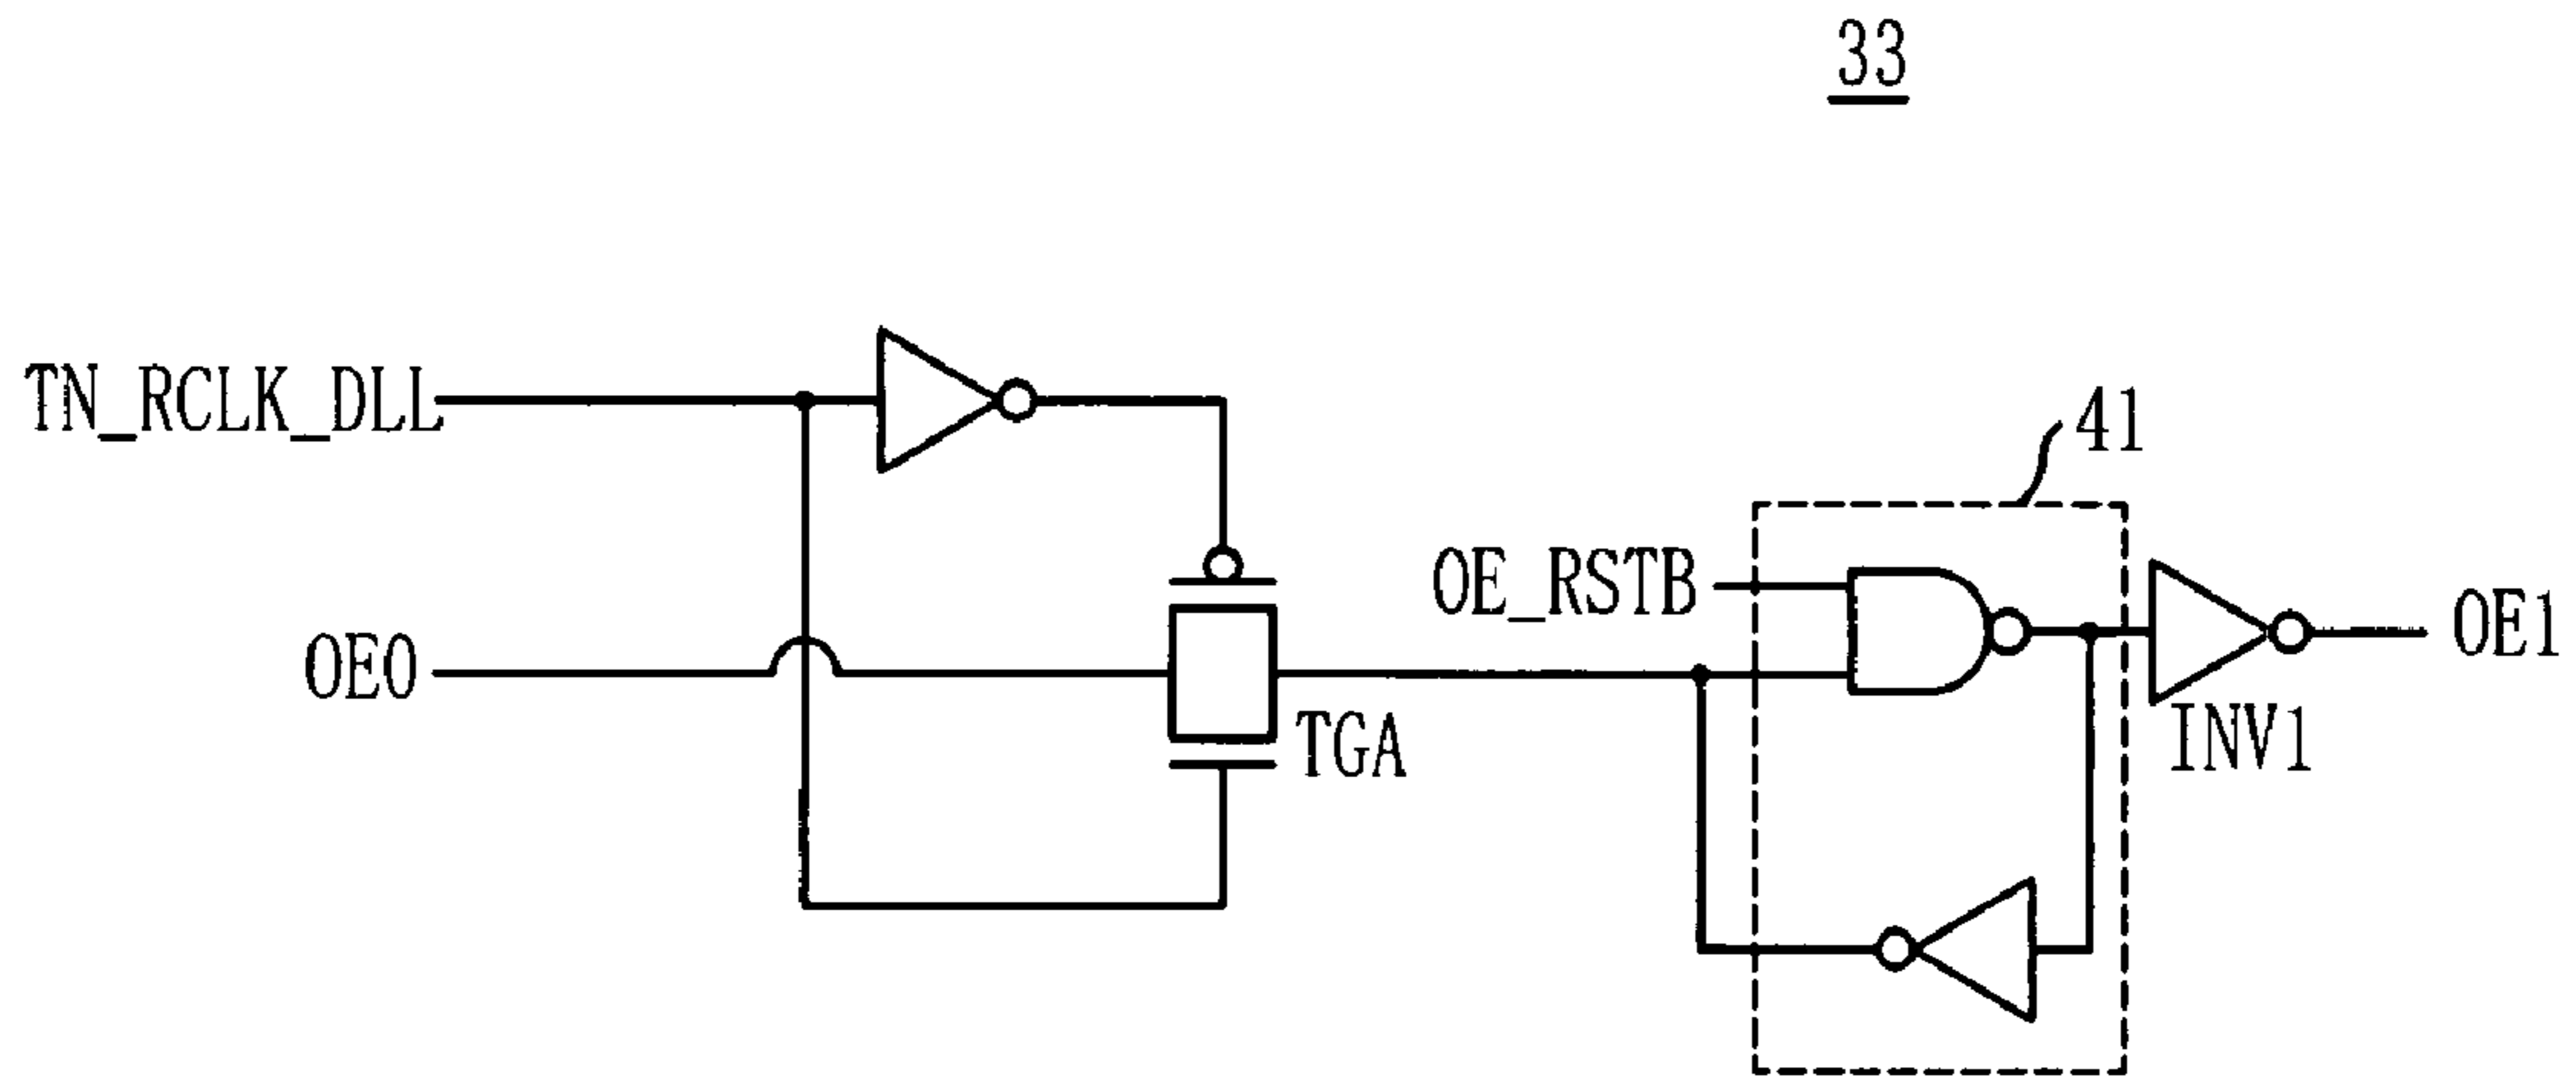 33
TN_RCLK_DLL
41
OE_RSTB
OE0
OE1
TGA
INV1